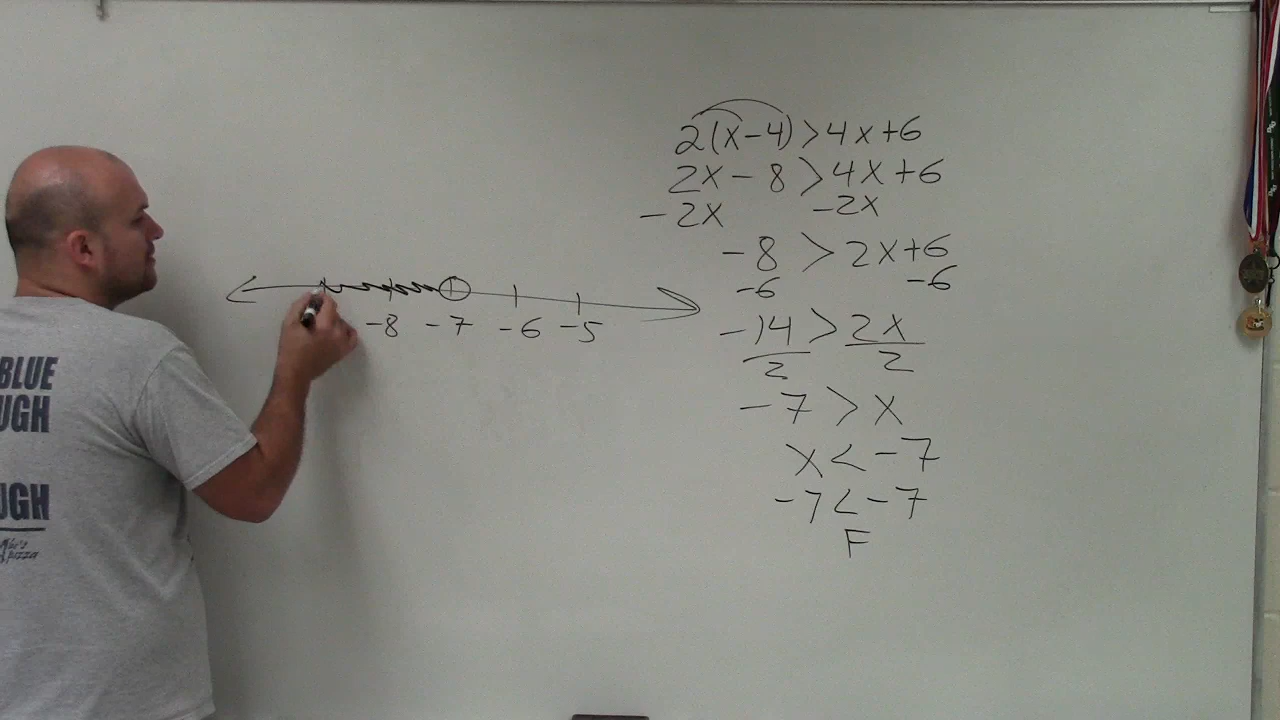 2(x-4)>4x+6
2x-8>4x+6
-2x -2x
-8>2x+6
-6 -6
-14>2x
2 2
-7>x
x<-7
-7<-7
F
-8 -7 -6 -5
BLUE
UGH
UGH